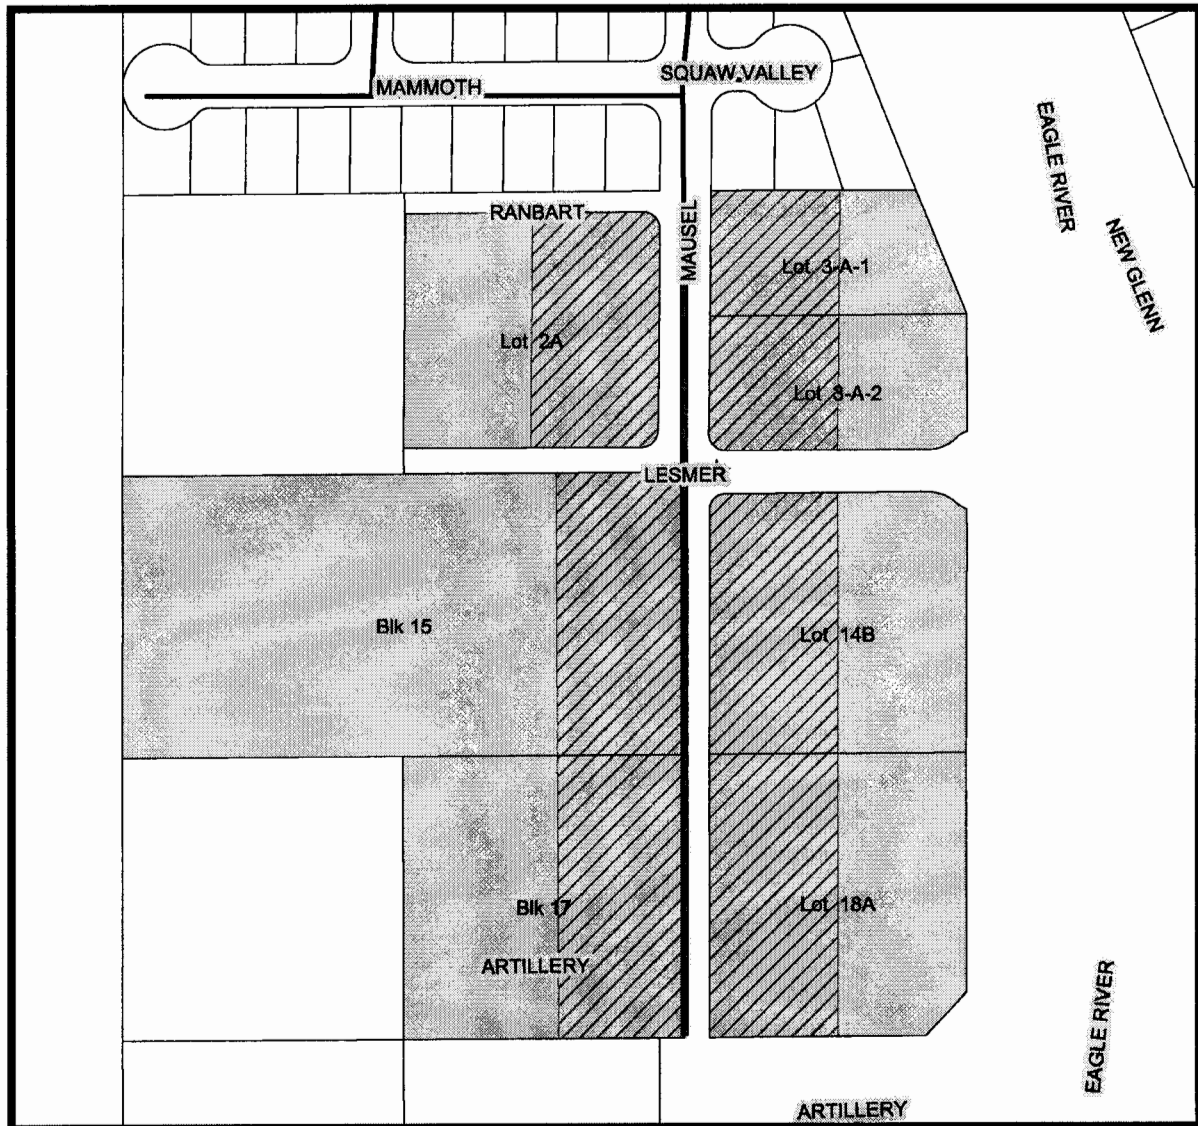 SQUAW VALLEY
MAMMOTH
EAGLE RIVER
RANBART
MAUSEL
NEW GLENN
Lot 3-A-1
Lot 2A
Lot 3-A-2
LESMER
Blk 15
Lot 14B
Blk 17
Lot 18A
ARTILLERY
EAGLE RIVER
ARTILLERY